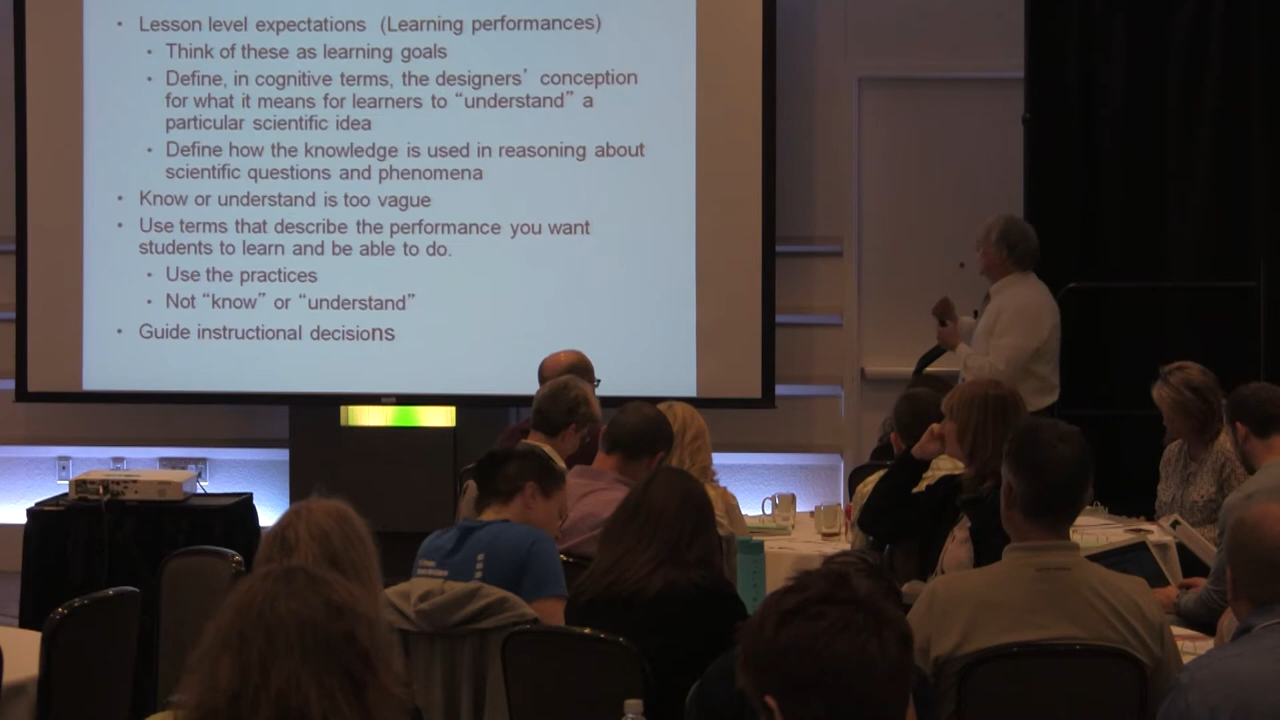 • Lesson level expectations (Learning performances)
• Think of these as learning goals
• Define, in cognitive terms, the designers' conception
for what it means for learners to “understand” a
particular scientific idea
• Define how the knowledge is used in reasoning about
scientific questions and phenomena
• Know or understand is too vague
• Use terms that describe the performance you want
students to learn and be able to do.
• Use the practices
• Not “know” or “understand”
• Guide instructional decisions